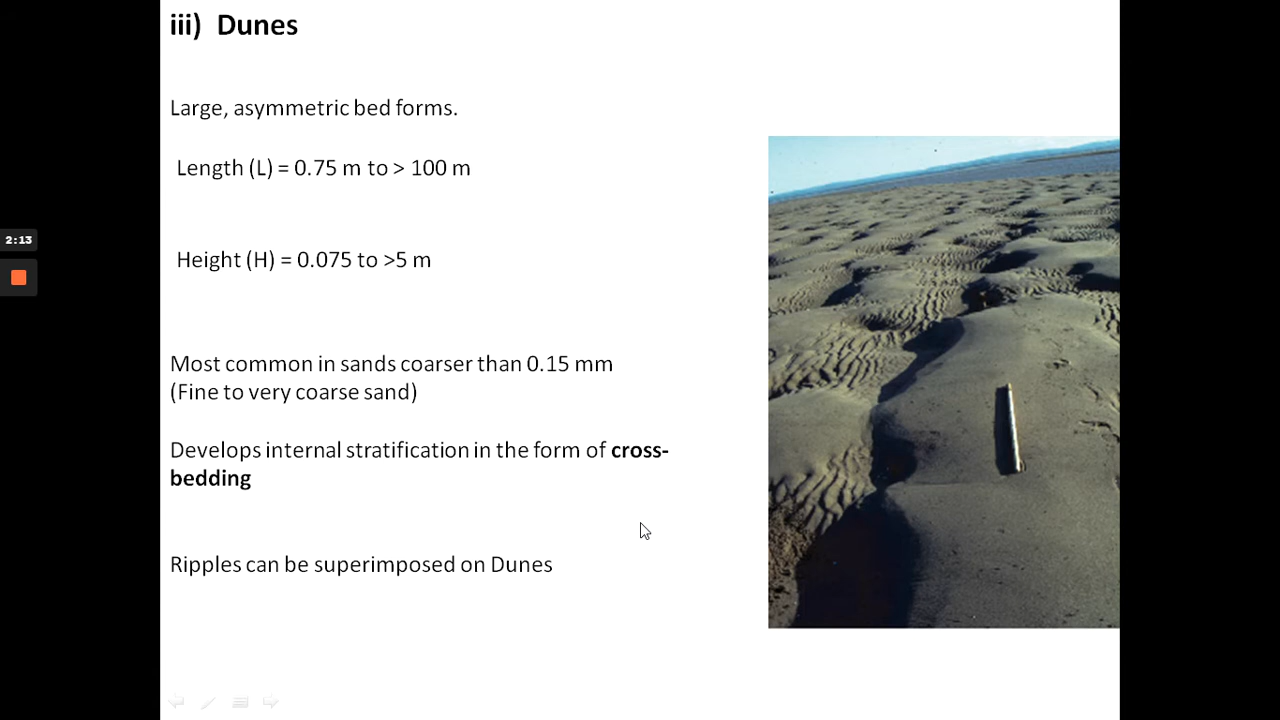 iii) Dunes
Large, asymmetric bed forms.
Length (L) = 0.75 m to > 100 m
2:13
Height (H) = 0.075 to >5 m
Most common in sands coarser than 0.15 mm
(Fine to very coarse sand)
Develops internal stratification in the form of cross-
bedding
Ripples can be superimposed on Dunes